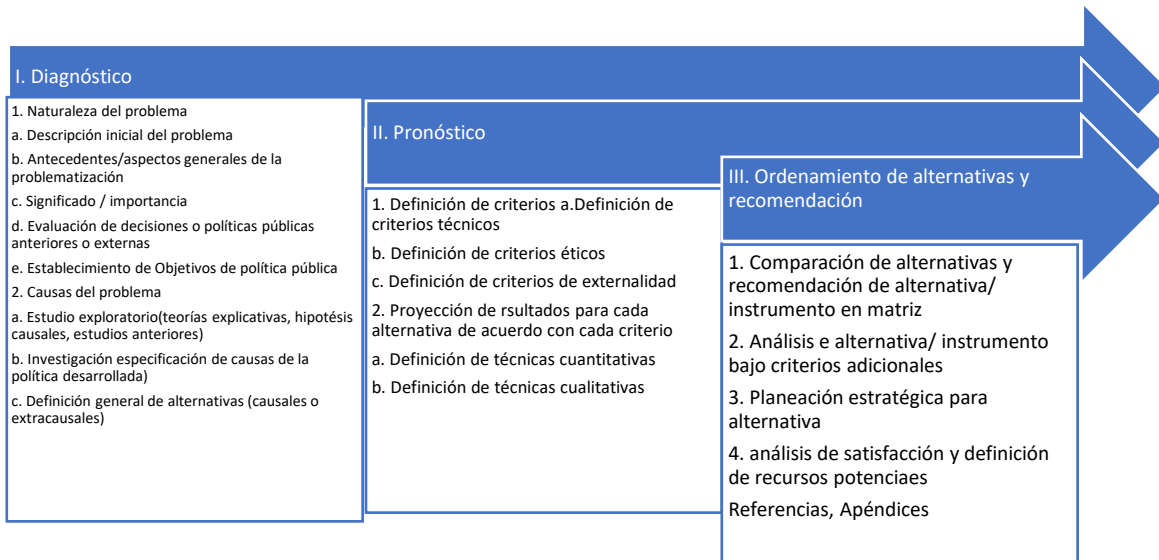 I. Diagnóstico
1. Naturaleza del problema
a. Descripción inicial del problema
b. Antecedentes/aspectos generales de la
problematización
c. Significado / importancia
d. Evaluación de decisiones o políticas públicas
anteriores o externas
e. Establecimiento de Objetivos de política pública
2. Causas del problema
a. Estudio exploratorio(teorías explicativas, hipotésis
causales, estudios anteriores)
b. Investigación especificación de causas de la
política desarrollada)
c. Definición general de alternativas (causales o
extracausales)
II. Pronóstico
1. Definición de criterios a.Definición de
criterios técnicos
b. Definición de criterios éticos
c. Definición de criterios de externalidad
2. Proyección de rsultados para cada
alternativa de acuerdo con cada criterio
a. Definición de técnicas cuantitativas
b. Definición de técnicas cualitativas
III. Ordenamiento de alternativas y
recomendación
1. Comparación de alternativas y
recomendación de alternativa/
instrumento en matriz
2. Análisis e alternativa/ instrumento
bajo criterios adicionales
3. Planeación estratégica para
alternativa
4. análisis de satisfacción y definición
de recursos potenciaes
Referencias, Apéndices